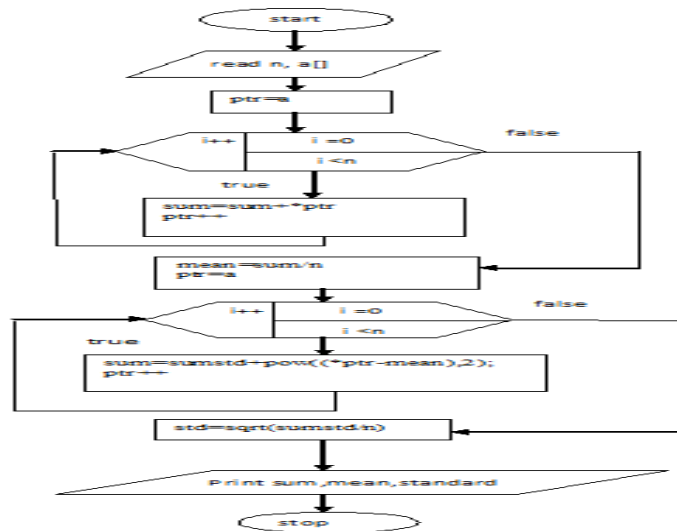 start
read n, a[]
ptr=a
i++
i =0
false
i <n
true
sum=sum+*ptr
ptr++
mean=sum/n
ptr=a
i++
i =0
false
i <n
true
sum=sumstd+pow((*ptr-mean),2);
ptr++
std=sqrt(sumstd/n)
Print sum,mean,standard
stop